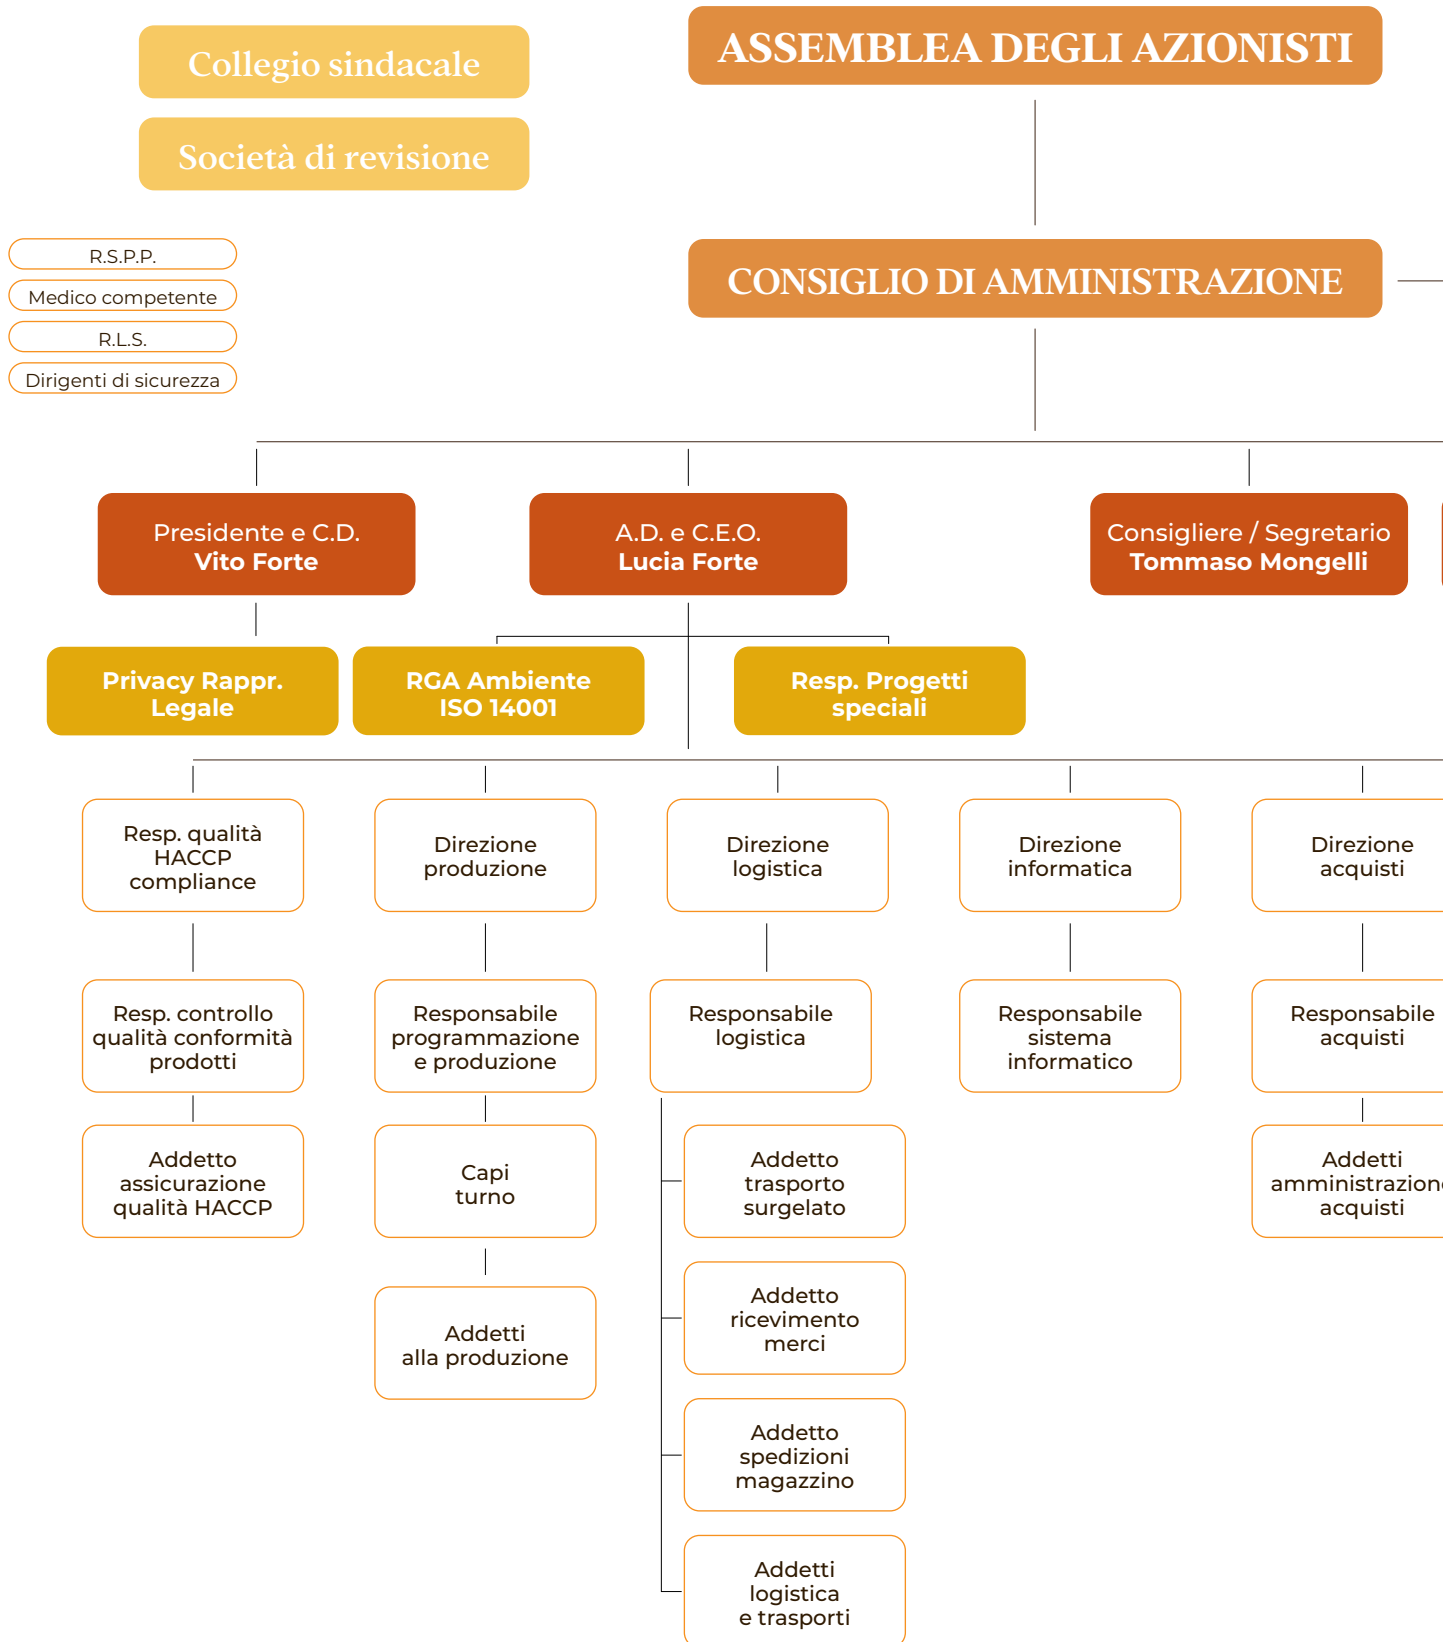 Collegio sindacale
ASSEMBLEA DEGLI AZIONISTI
Società di revisione
R.S.P.P.
Medico competente
R.L.S.
Dirigenti di sicurezza
CONSIGLIO DI AMMINISTRAZIONE
Presidente e C.D.
Vito Forte
A.D. e C.E.O.
Lucia Forte
Consigliere / Segretario
Tommaso Mongelli
Privacy Rappr.
Legale
RGA Ambiente
ISO 14001
Resp. Progetti
speciali
Resp. qualità
HACCP
compliance
Direzione
produzione
Direzione
logistica
Direzione
informatica
Direzione
acquisti
Resp. controllo
qualità conformità
prodotti
Responsabile
programmazione
e produzione
Responsabile
logistica
Responsabile
sistema
informatico
Responsabile
acquisti
Addetto
assicurazione
qualità HACCP
Capi
turno
Addetto
trasporto
surgelato
Addetti
amministrazione
acquisti
Addetto
ricevimento
merci
Addetti
alla produzione
Addetto
spedizioni
magazzino
Addetti
logistica
e trasporti